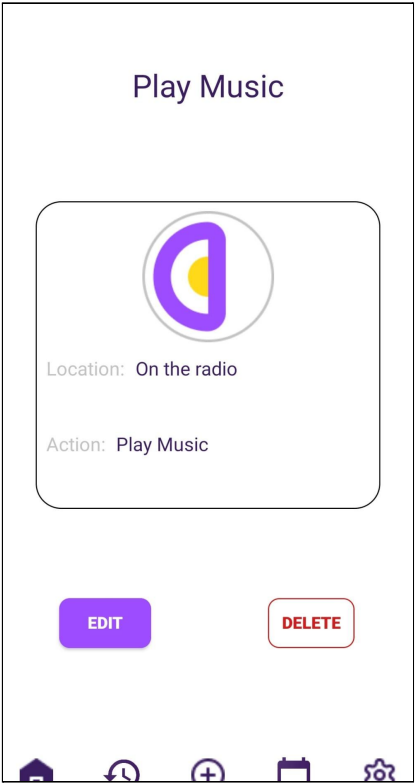 Play Music
Location: On the radio
Action: Play Music
EDIT
DELETE